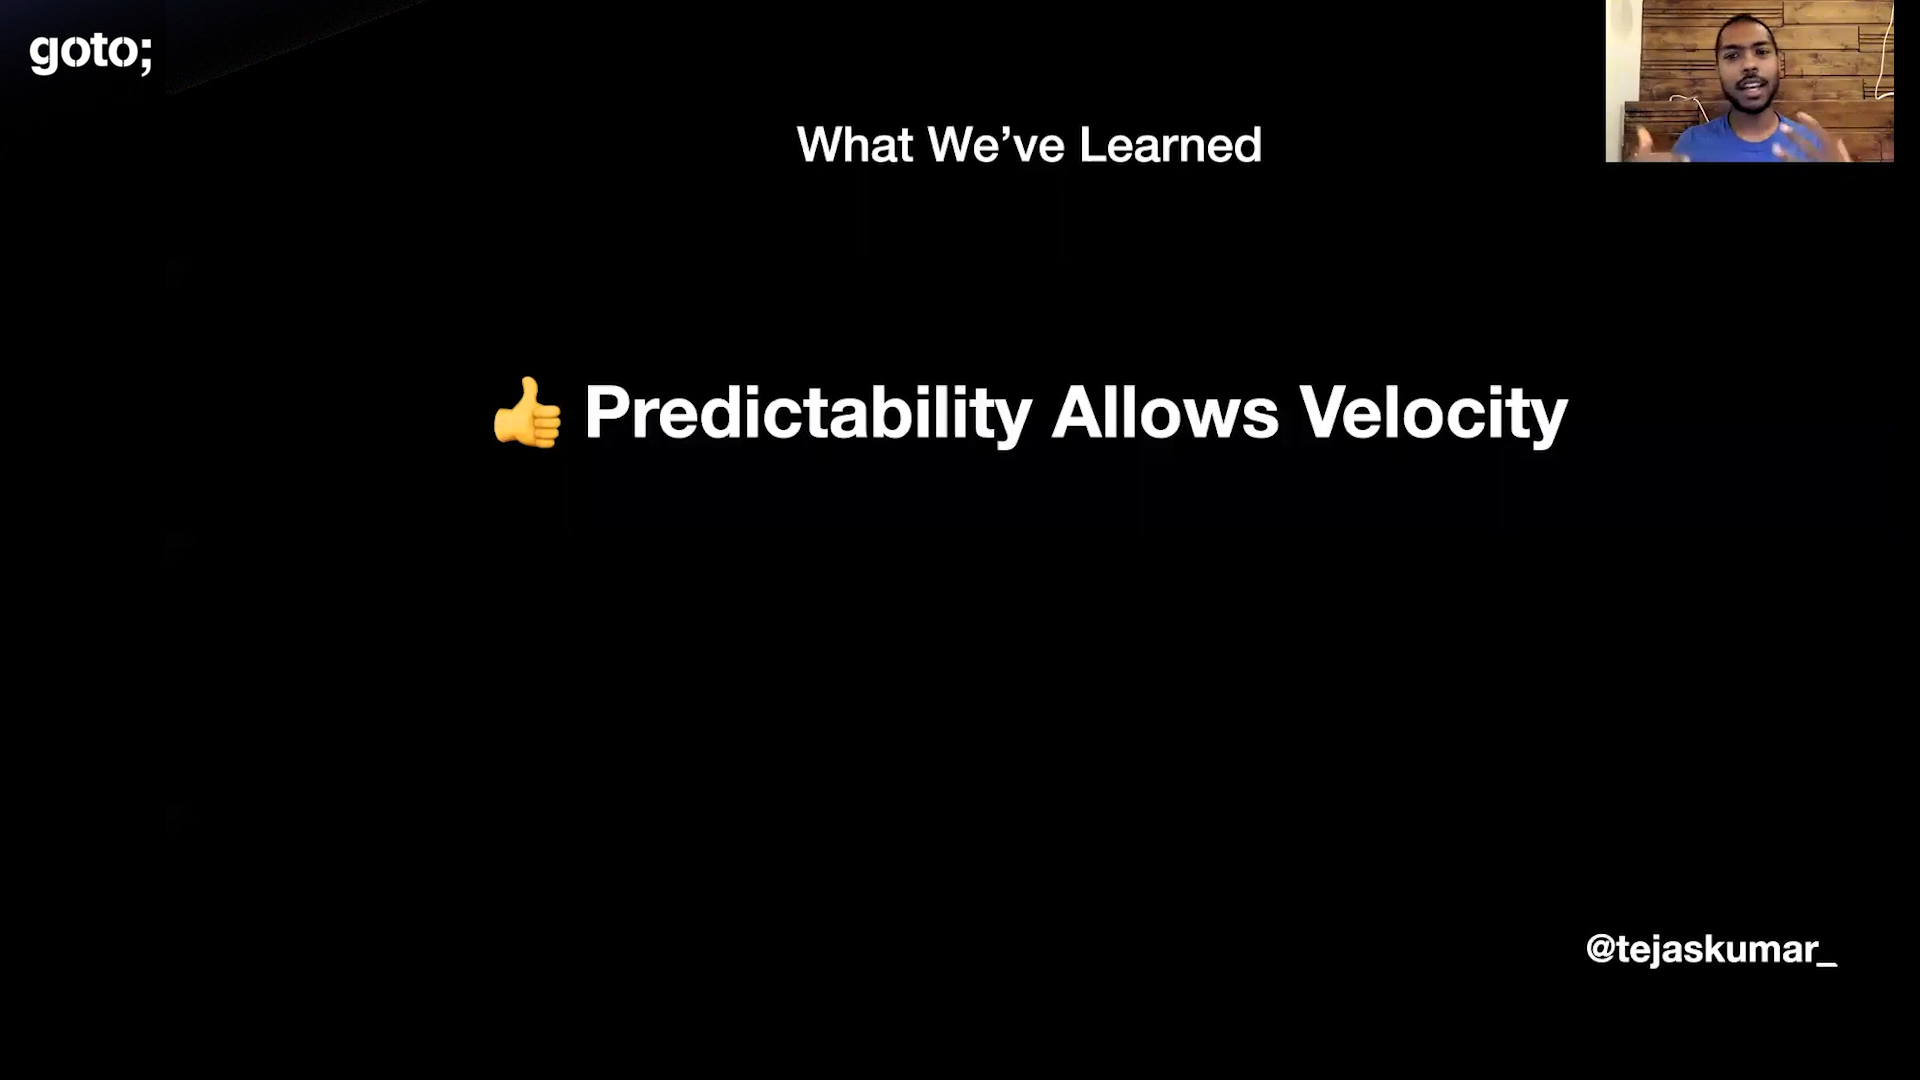 goto;
What We’ve Learned
👍 Predictability Allows Velocity
@tejaskumar_